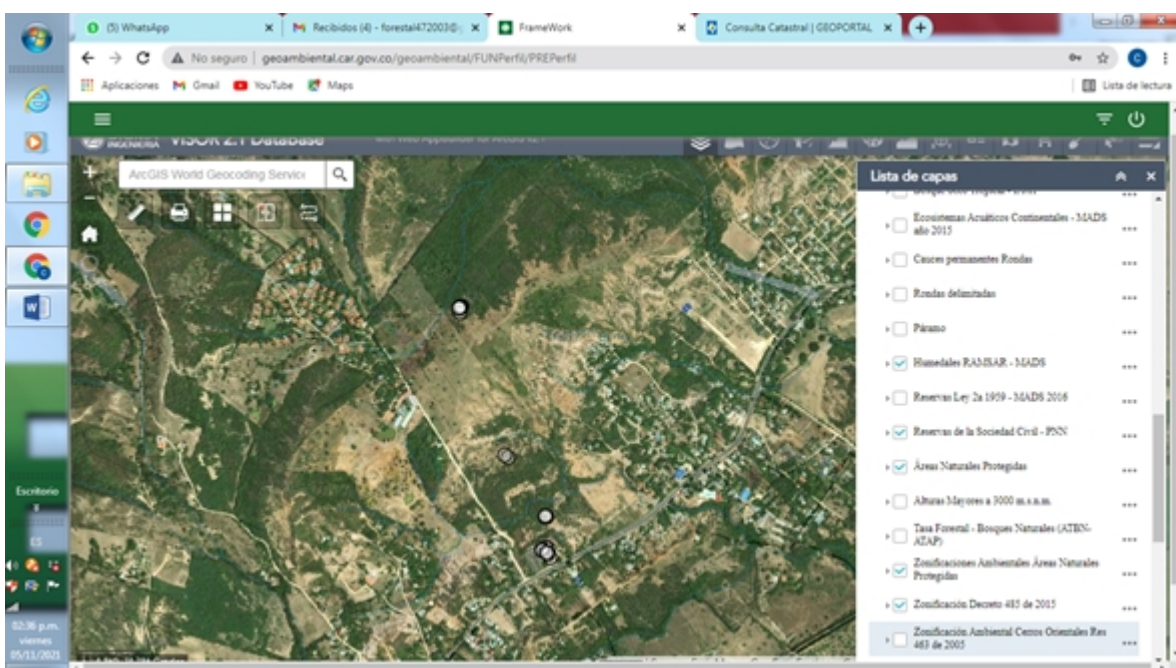 (5) WhatsApp
Recibidos (4) - forestal472003@
FrameWork
Consulta Catastral | GEOPORTAL
No seguro | geoambiental.car.gov.co/geoambiental/FUNPerfil/PREPerfil
Aplicaciones
Gmail
YouTube
Maps
Lista de lectura
INGENIERÍA
VISOR 2.1 DataBase
ArcGIS World Geocoding Servic
Lista de capas
Ecosistemas Acuáticos Continentales - MADS
año 2015
Cauces permanentes Rondas
Rondas delimitadas
Páramo
Humedales RAMSAR - MADS
Reservas Ley 2a 1959 - MADS 2016
Reservas de la Sociedad Civil - PNN
Áreas Naturales Protegidas
Alturas Mayores a 3000 m.s.n.m.
Tasa Forestal - Bosques Naturales (ATBN-
AZAP)
Zonificaciones Ambientales Áreas Naturales
Protegidas
Zonificación Decreto 485 de 2015
Zonificación Ambiental Cerros Orientales Res
463 de 2005
Escritorio
ES
02:36 p.m.
viernes
05/11/2021